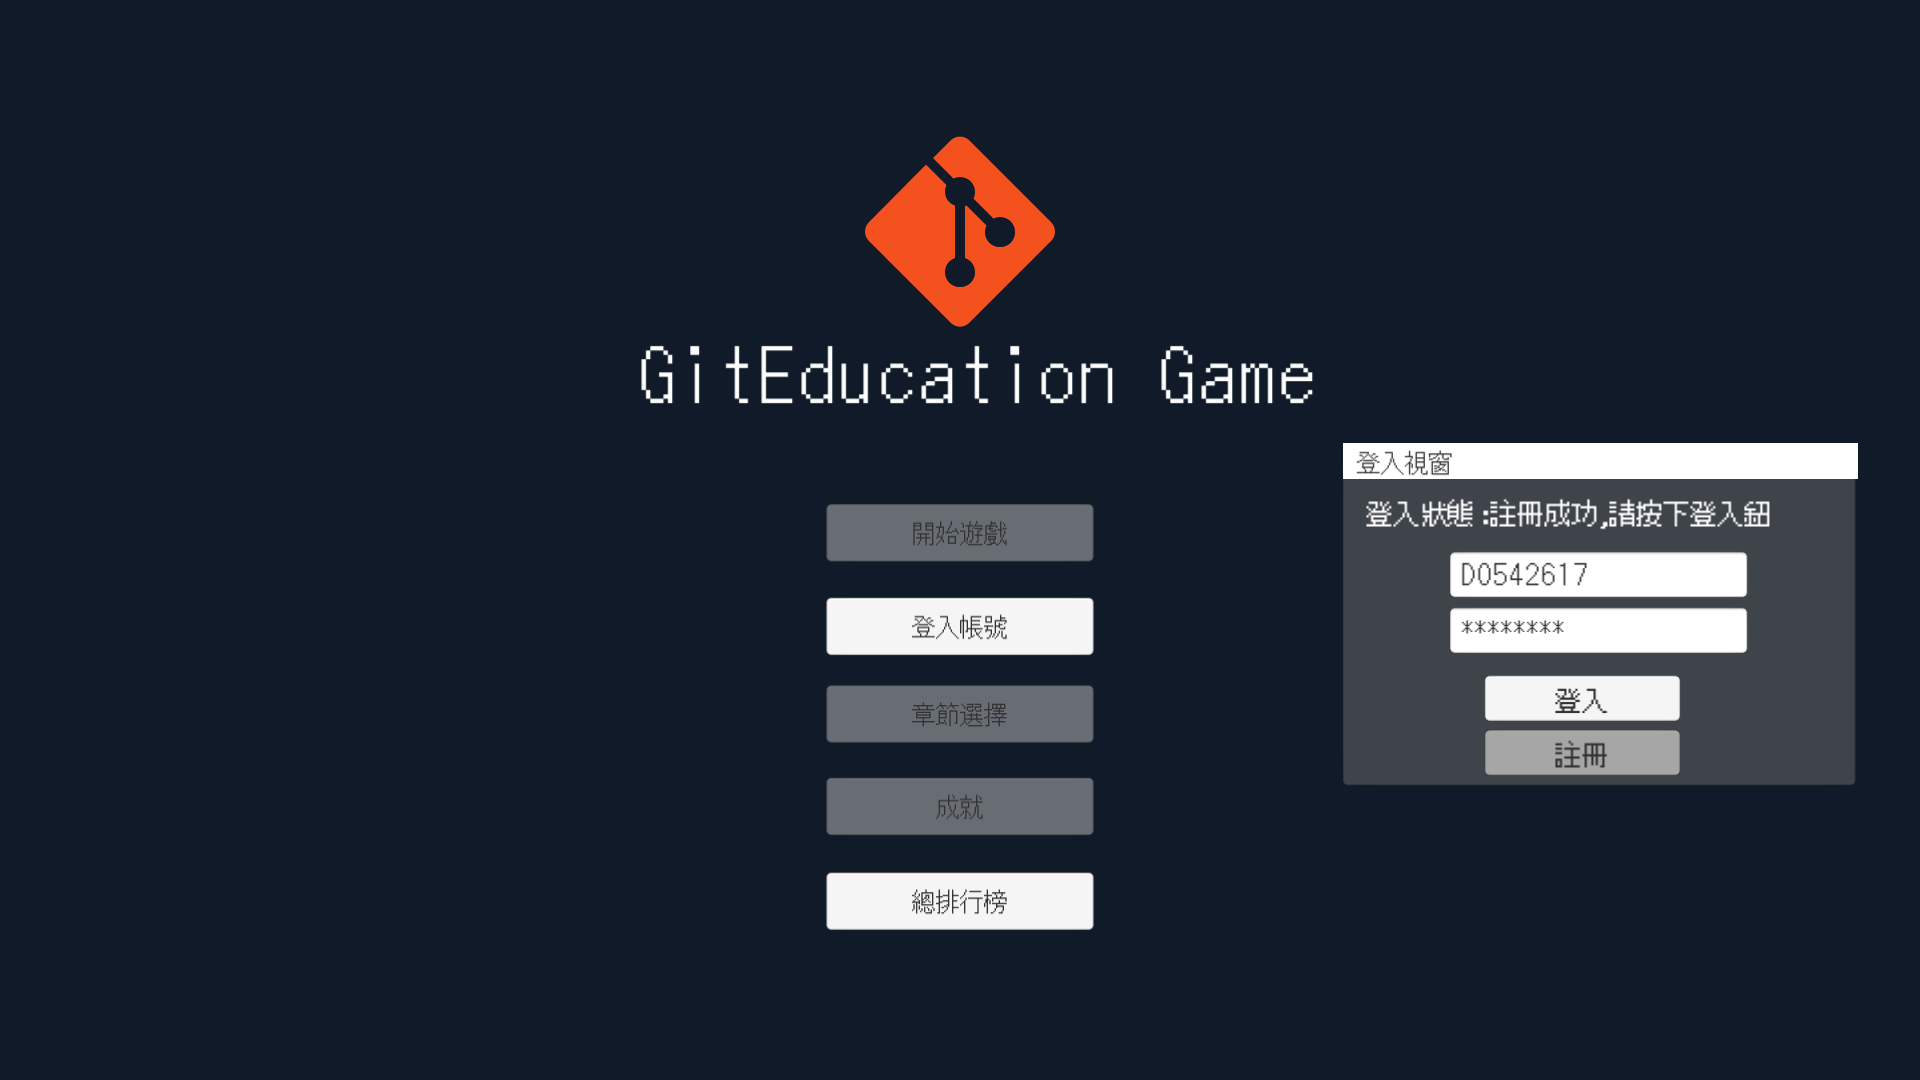 GitEducation Game
開始遊戲
登入帳號
章節選擇
成就
總排行榜
登入視窗
登入狀態 :註冊成功,請按下登入鈕
D0542617
********
登入
註冊